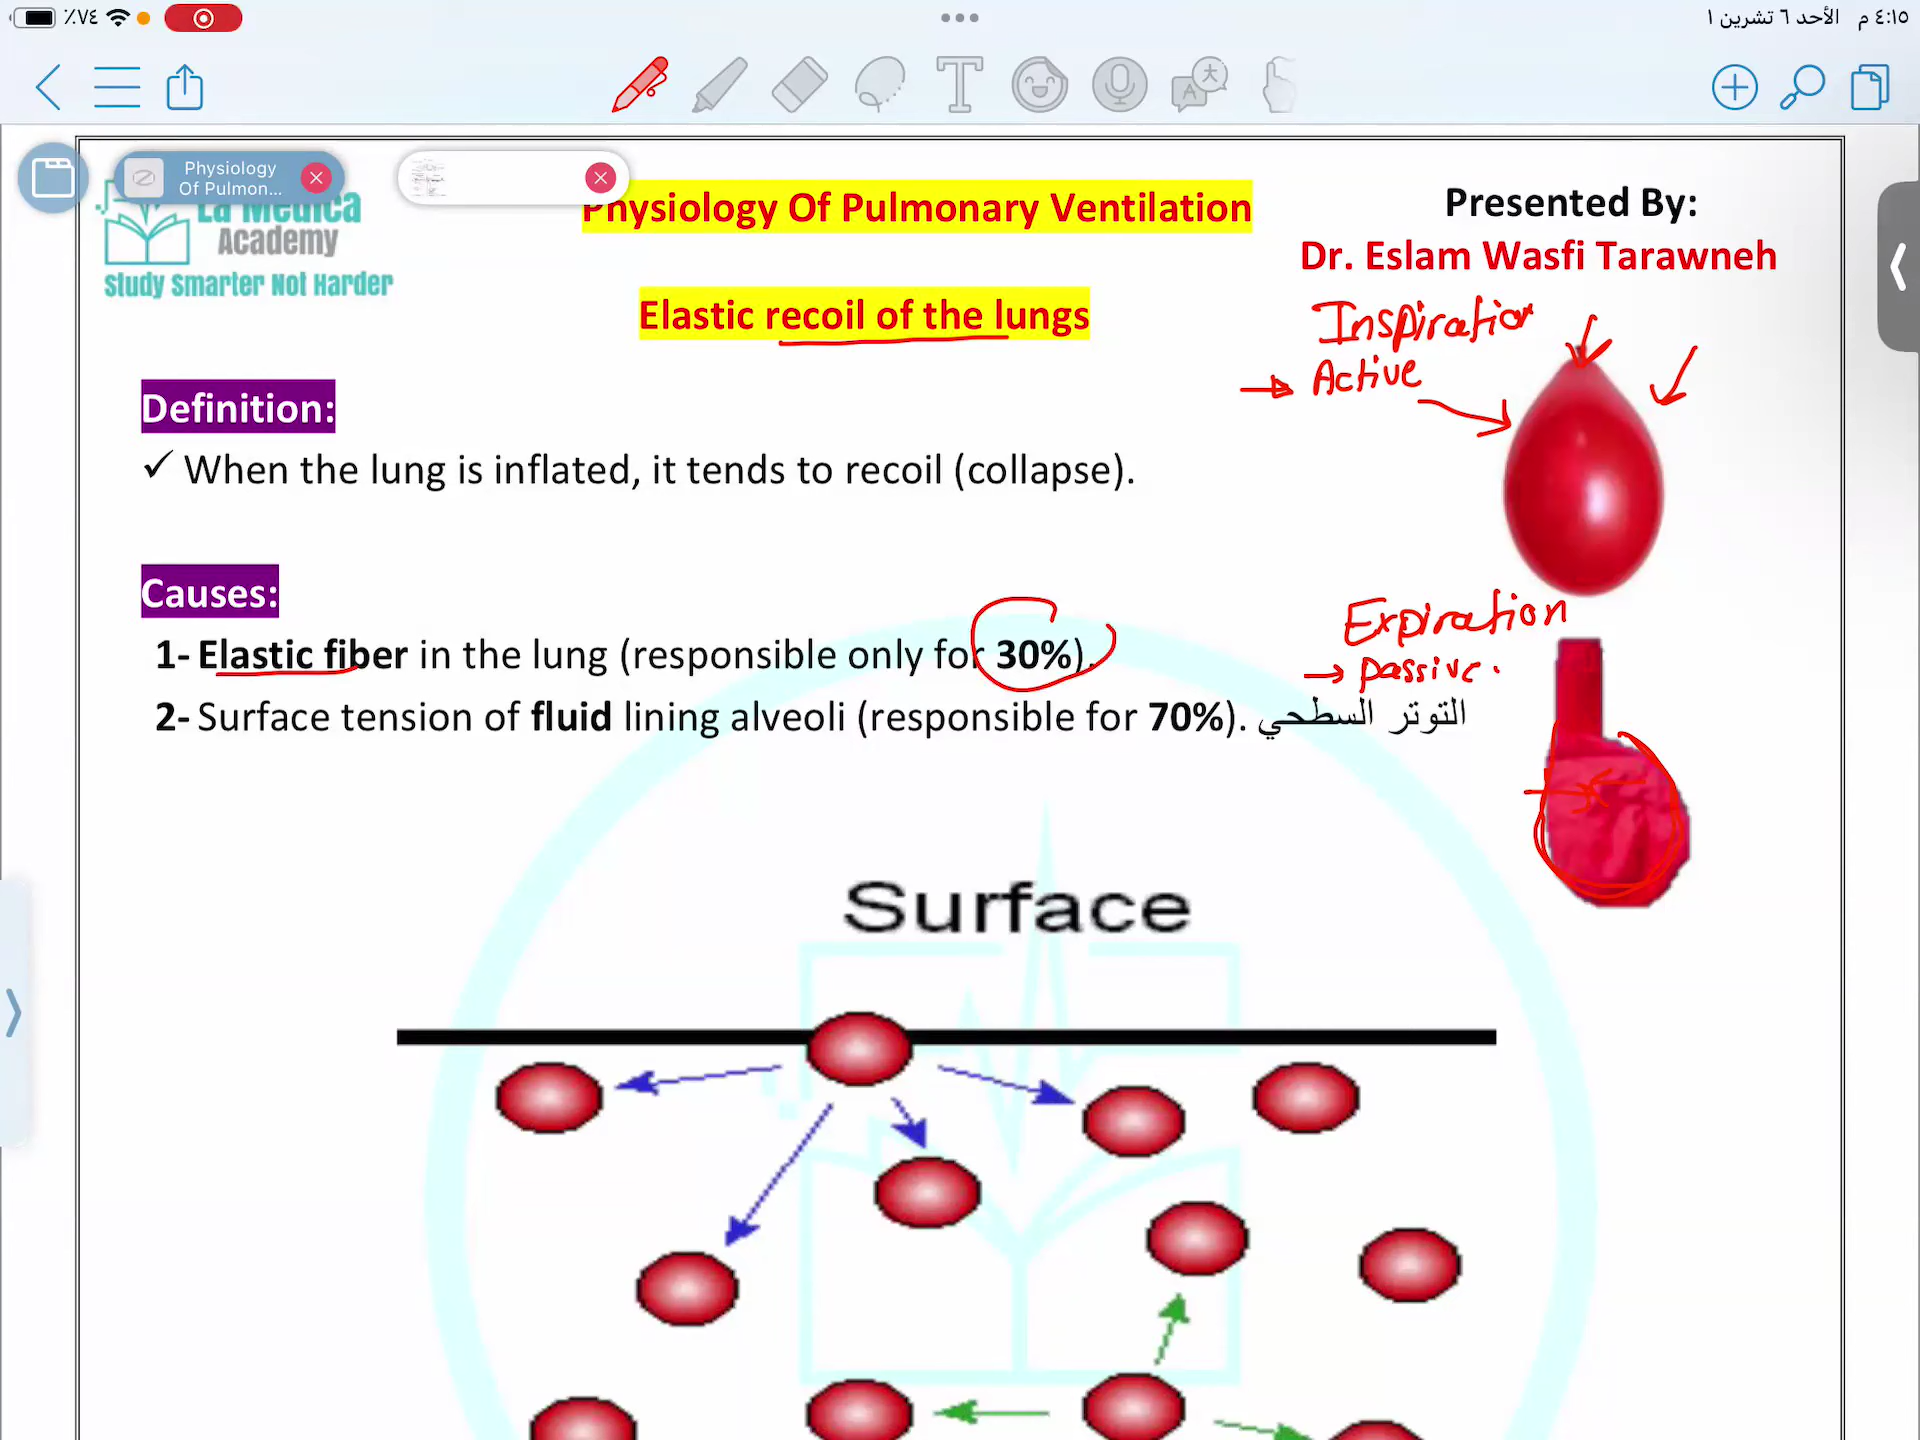 ٪٧٤
٤:١٥ م الأحد ٦ تشرين ١
Physiology
Of Pulmon...
La Medica
Academy
Study Smarter Not Harder
Physiology Of Pulmonary Ventilation
Presented By:
Dr. Eslam Wasfi Tarawneh
Elastic recoil of the lungs
Inspiration
→ Active
Definition:
✓ When the lung is inflated, it tends to recoil (collapse).
Causes:
1- Elastic fiber in the lung (responsible only for 30%).
Expiration
→ passive.
2- Surface tension of fluid lining alveoli (responsible for 70%). التوتر السطحي
Surface